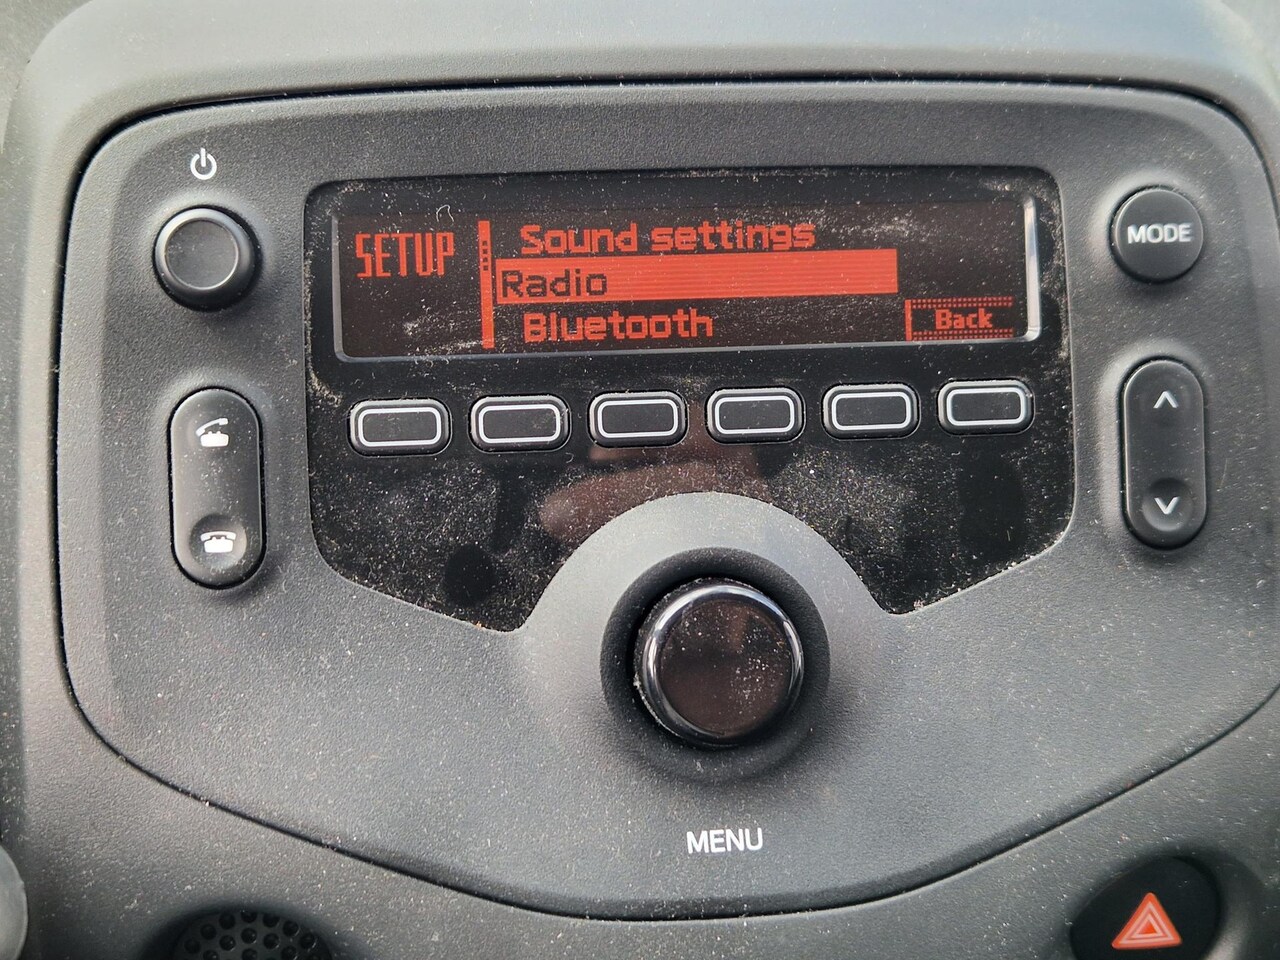 MODE
SETUP
Sound settings
Radio
Bluetooth
Back
MENU